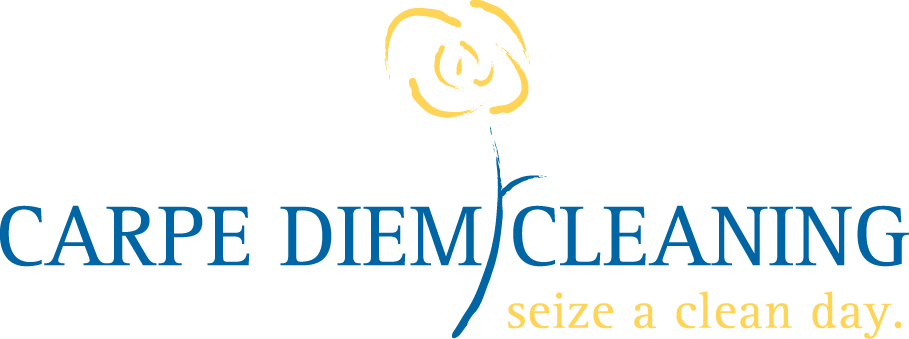 CARPE DIEM CLEANING
seize a clean day.